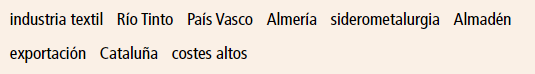 industria textil Río Tinto País Vasco Almería siderometalurgia Almadén
exportación Cataluña costes altos